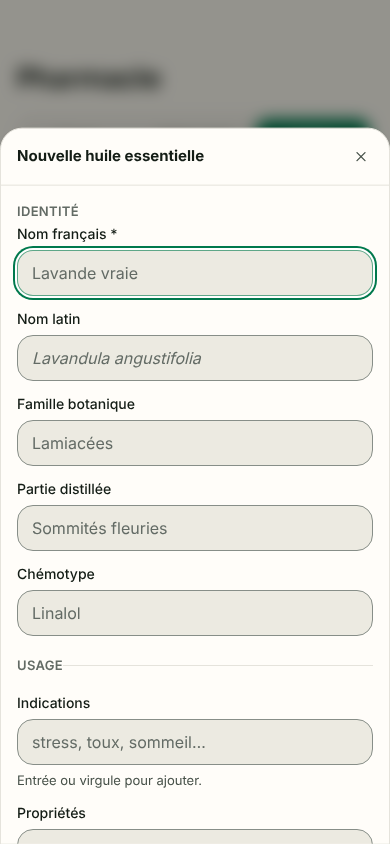 Pharmacie
Nouvelle huile essentielle
IDENTITÉ
Nom français *
Lavande vraie
Nom latin
Lavandula angustifolia
Famille botanique
Lamiacées
Partie distillée
Sommités fleuries
Chémotype
Linalol
USAGE
Indications
stress, toux, sommeil...
Entrée ou virgule pour ajouter.
Propriétés